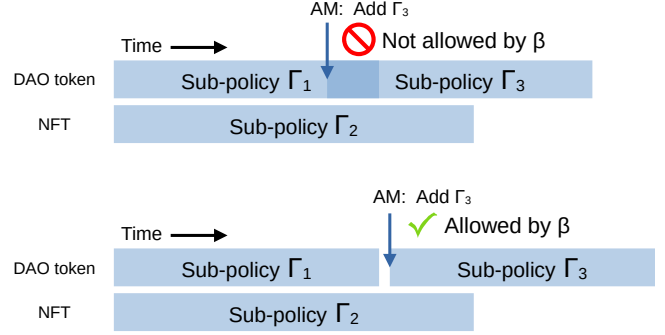 AM: Add Γ₃
Time
Not allowed by β
DAO token
Sub-policy Γ₁
Sub-policy Γ₃
NFT
Sub-policy Γ₂
AM: Add Γ₃
Time
Allowed by β
DAO token
Sub-policy Γ₁
Sub-policy Γ₃
NFT
Sub-policy Γ₂